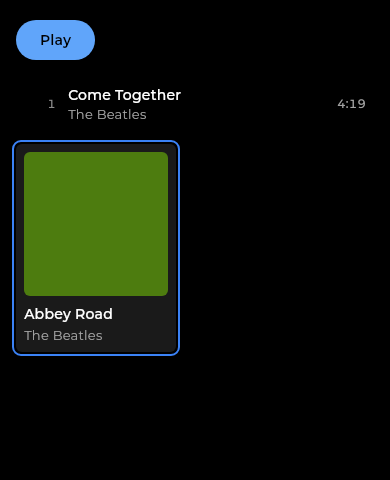 Play
1
Come Together
The Beatles
4:19
Abbey Road
The Beatles